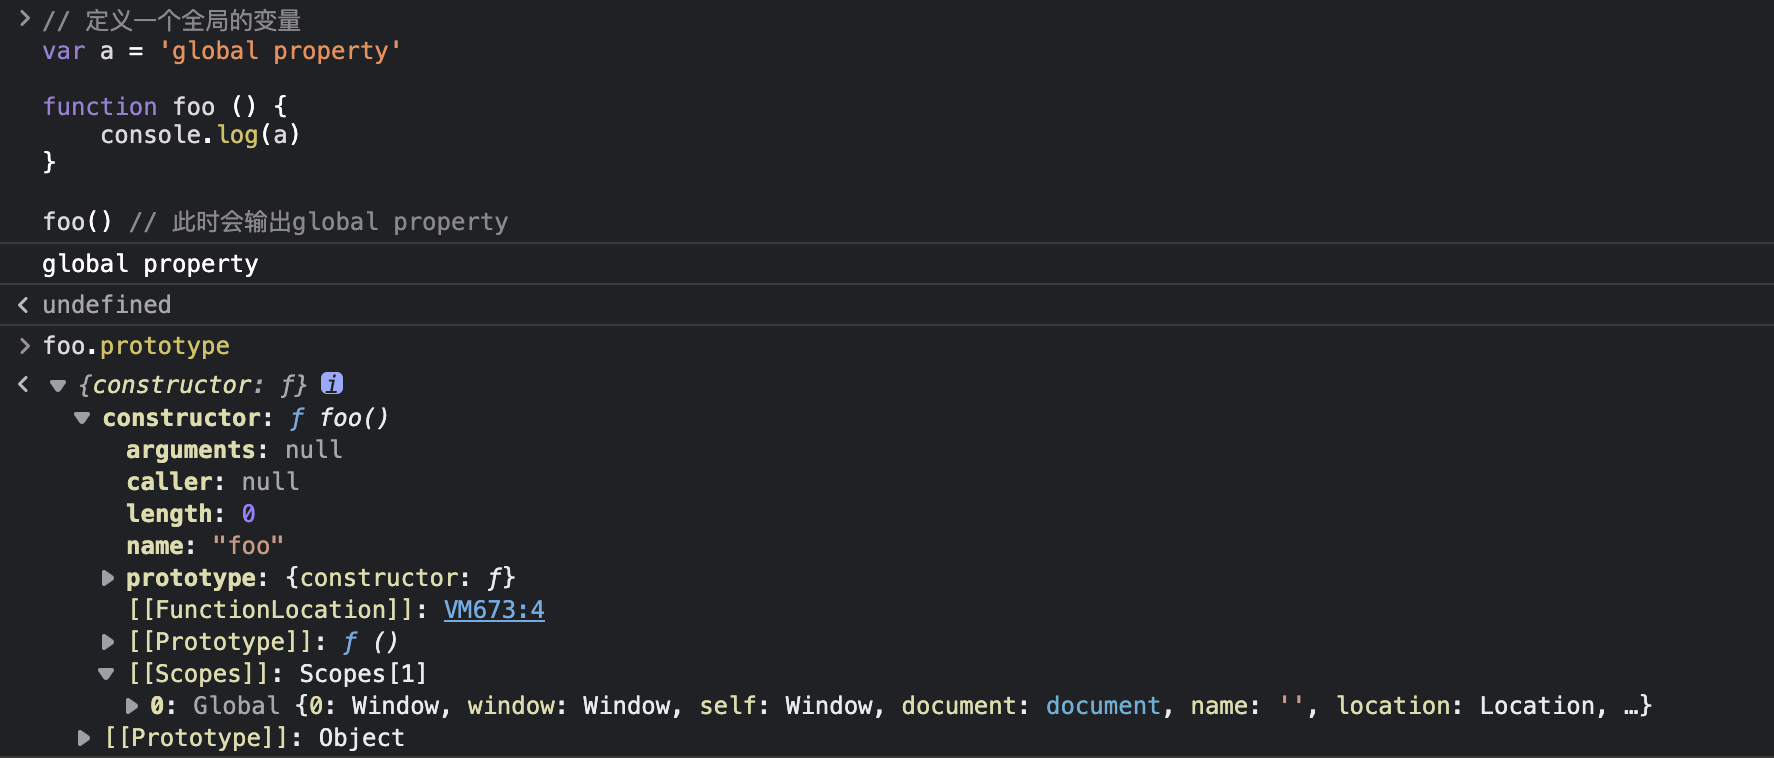 > // 定义一个全局的变量
var a = 'global property'
function foo () {
    console.log(a)
}
foo() // 此时会输出global property
global property
< undefined
> foo.prototype
< ▼ {constructor: ƒ} i
▼ constructor: ƒ foo()
arguments: null
caller: null
length: 0
name: "foo"
▶ prototype: {constructor: ƒ}
[[FunctionLocation]]: VM673:4
▶ [[Prototype]]: ƒ ()
▼ [[Scopes]]: Scopes[1]
▶ 0: Global {0: Window, window: Window, self: Window, document: document, name: '', location: Location, …}
▶ [[Prototype]]: Object